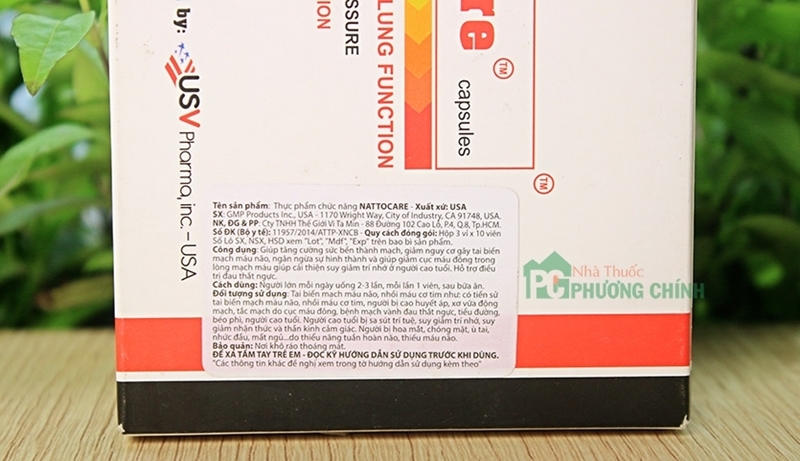 by:
USV Pharma, inc. – USA
SSURE
ION
LUNG FUNCTION
re™
capsules
™
Tên sản phẩm: Thực phẩm chức năng NATTOCARE - Xuất xứ: USA
SX: GMP Products Inc., USA - 1170 Wright Way, City of Industry, CA 91748, USA.
NK, ĐG & PP: Cty TNHH Thế Giới Vi Ta Min - 88 Đường 102 Cao Lỗ, P4, Q.8, Tp.HCM.
Số ĐK (Bộ y tế): 11957/2014/ATTP-XNCB - Quy cách đóng gói: Hộp 3 vỉ x 10 viên
Số Lô SX, NSX, HSD xem "Lot", "Mdf", "Exp" trên bao bì sản phẩm.
Công dụng: Giúp tăng cường sức bền thành mạch, giảm nguy cơ gây tai biến
mạch máu não, ngăn ngừa sự hình thành và giúp giảm cục máu đông trong
lòng mạch máu giúp cải thiện suy giảm trí nhớ ở người cao tuổi. Hỗ trợ điều
trị đau thắt ngực.
Cách dùng: Người lớn mỗi ngày uống 2-3 lần, mỗi lần 1 viên, sau bữa ăn.
Đối tượng sử dụng: Tai biến mạch máu não, nhồi máu cơ tim như: có tiền sử
tai biến mạch máu não, nhồi máu cơ tim, người bị cao huyết áp, xơ vữa động
mạch, tắc mạch do cục máu đông, bệnh mạch vành đau thắt ngực, tiểu đường,
béo phì, người cao tuổi. Người cao tuổi bị sa sút trí tuệ, suy giảm trí nhớ, suy
giảm nhận thức và thần kinh cảm giác. Người bị hoa mắt, chóng mặt, ù tai,
nhức đầu, mất ngủ...do thiểu năng tuần hoàn não, thiếu máu não.
Bảo quản: Nơi khô ráo thoáng mát.
ĐỂ XA TẦM TAY TRẺ EM - ĐỌC KỸ HƯỚNG DẪN SỬ DỤNG TRƯỚC KHI DÙNG.
"Các thông tin khác đề nghị xem trong tờ hướng dẫn sử dụng kèm theo"
PC
Nhà Thuốc
PHƯƠNG CHÍNH